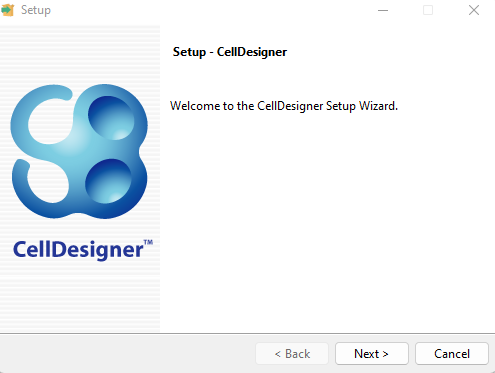 Setup
Setup - CellDesigner
Welcome to the CellDesigner Setup Wizard.
CellDesigner™
< Back
Next >
Cancel